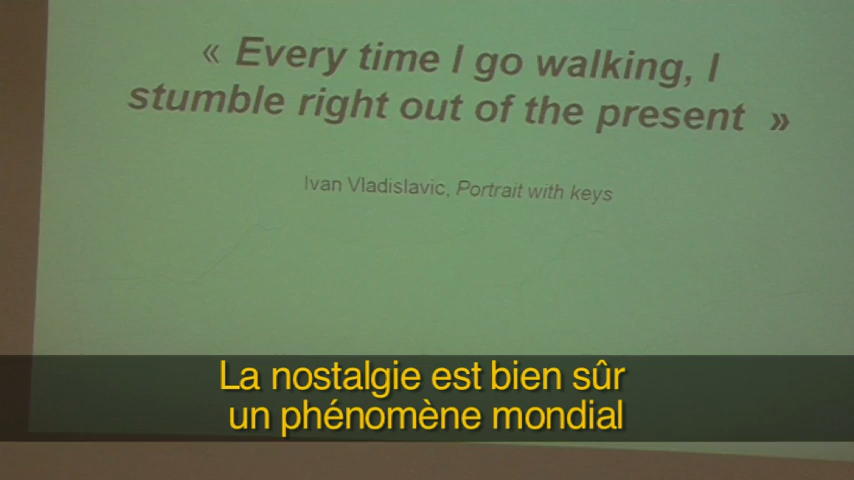 « Every time I go walking, I
stumble right out of the present »
Ivan Vladislavic, Portrait with keys
La nostalgie est bien sûr
un phénomène mondial